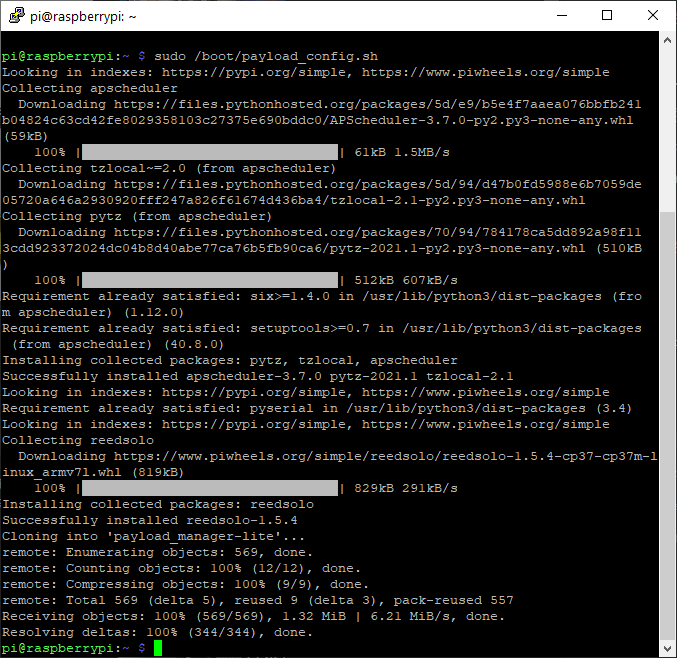 pi@raspberrypi: ~
pi@raspberrypi:~ $ sudo /boot/payload_config.sh
Looking in indexes: https://pypi.org/simple, https://www.piwheels.org/simple
Collecting apscheduler
  Downloading https://files.pythonhosted.org/packages/5d/e9/b5e4f7aaea076bbfb241
b04824c63cd42fe8029358103c27375e690bddc0/APScheduler-3.7.0-py2.py3-none-any.whl
(59kB)
    100% |████████████████████████████████| 61kB 1.5MB/s
Collecting tzlocal~=2.0 (from apscheduler)
  Downloading https://files.pythonhosted.org/packages/5d/94/d47b0fd5988e6b7059de
05720a646a2930920fff247a826f61674d436ba4/tzlocal-2.1-py2.py3-none-any.whl
Collecting pytz (from apscheduler)
  Downloading https://files.pythonhosted.org/packages/70/94/784178ca5dd892a98f11
3cdd923372024dc04b8d40abe77ca76b5fb90ca6/pytz-2021.1-py2.py3-none-any.whl (510kB
)
    100% |████████████████████████████████| 512kB 607kB/s
Requirement already satisfied: six>=1.4.0 in /usr/lib/python3/dist-packages (fro
m apscheduler) (1.12.0)
Requirement already satisfied: setuptools>=0.7 in /usr/lib/python3/dist-packages
 (from apscheduler) (40.8.0)
Installing collected packages: pytz, tzlocal, apscheduler
Successfully installed apscheduler-3.7.0 pytz-2021.1 tzlocal-2.1
Looking in indexes: https://pypi.org/simple, https://www.piwheels.org/simple
Requirement already satisfied: pyserial in /usr/lib/python3/dist-packages (3.4)
Looking in indexes: https://pypi.org/simple, https://www.piwheels.org/simple
Collecting reedsolo
  Downloading https://www.piwheels.org/simple/reedsolo/reedsolo-1.5.4-cp37-cp37m-l
inux_armv7l.whl (819kB)
    100% |████████████████████████████████| 829kB 291kB/s
Installing collected packages: reedsolo
Successfully installed reedsolo-1.5.4
Cloning into 'payload_manager-lite'...
remote: Enumerating objects: 569, done.
remote: Counting objects: 100% (12/12), done.
remote: Compressing objects: 100% (9/9), done.
remote: Total 569 (delta 5), reused 9 (delta 3), pack-reused 557
Receiving objects: 100% (569/569), 1.32 MiB | 6.21 MiB/s, done.
Resolving deltas: 100% (344/344), done.
pi@raspberrypi:~ $